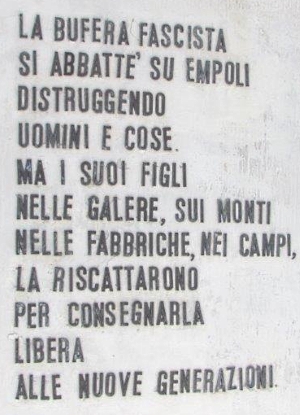 LA BUFERA FASCISTA
SI ABBATTE' SU EMPOLI
DISTRUGGENDO
UOMINI E COSE.
MA I SUOI FIGLI
NELLE GALERE, SUI MONTI
NELLE FABBRICHE, NEI CAMPI,
LA RISCATTARONO
PER CONSEGNARLA
LIBERA
ALLE NUOVE GENERAZIONI.